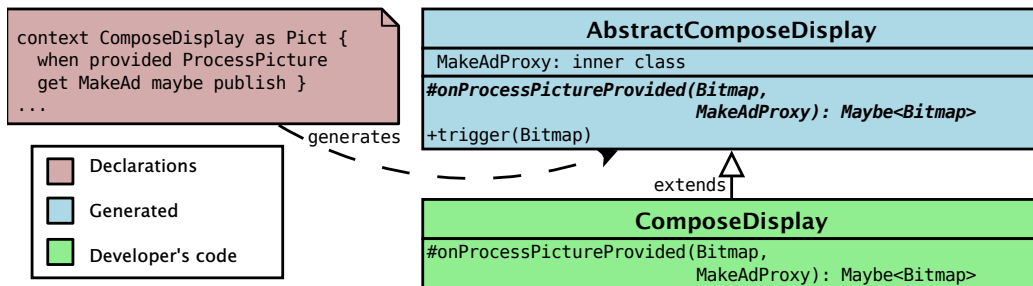 context ComposeDisplay as Pict {
when provided ProcessPicture
get MakeAd maybe publish }
...
generates
Declarations
Generated
Developer's code
AbstractComposeDisplay
MakeAdProxy: inner class
#onProcessPictureProvided(Bitmap,
MakeAdProxy): Maybe<Bitmap>
+trigger(Bitmap)
extends
ComposeDisplay
#onProcessPictureProvided(Bitmap,
MakeAdProxy): Maybe<Bitmap>